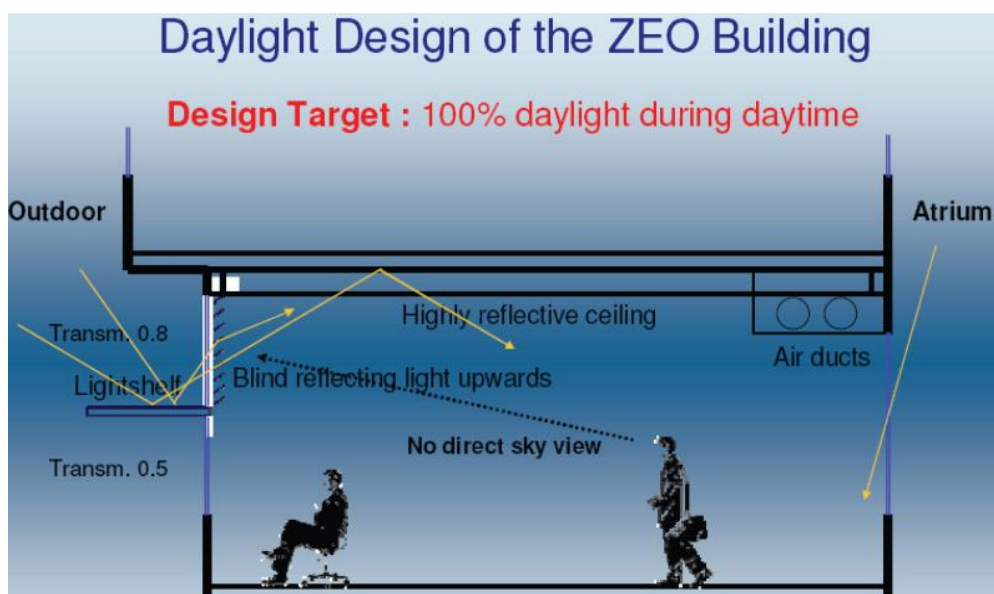 Daylight Design of the ZEO Building
Design Target : 100% daylight during daytime
Outdoor
Atrium
Highly reflective ceiling
Transm. 0.8
Air ducts
Lightshelf
Blind reflecting light upwards
No direct sky view
Transm. 0.5